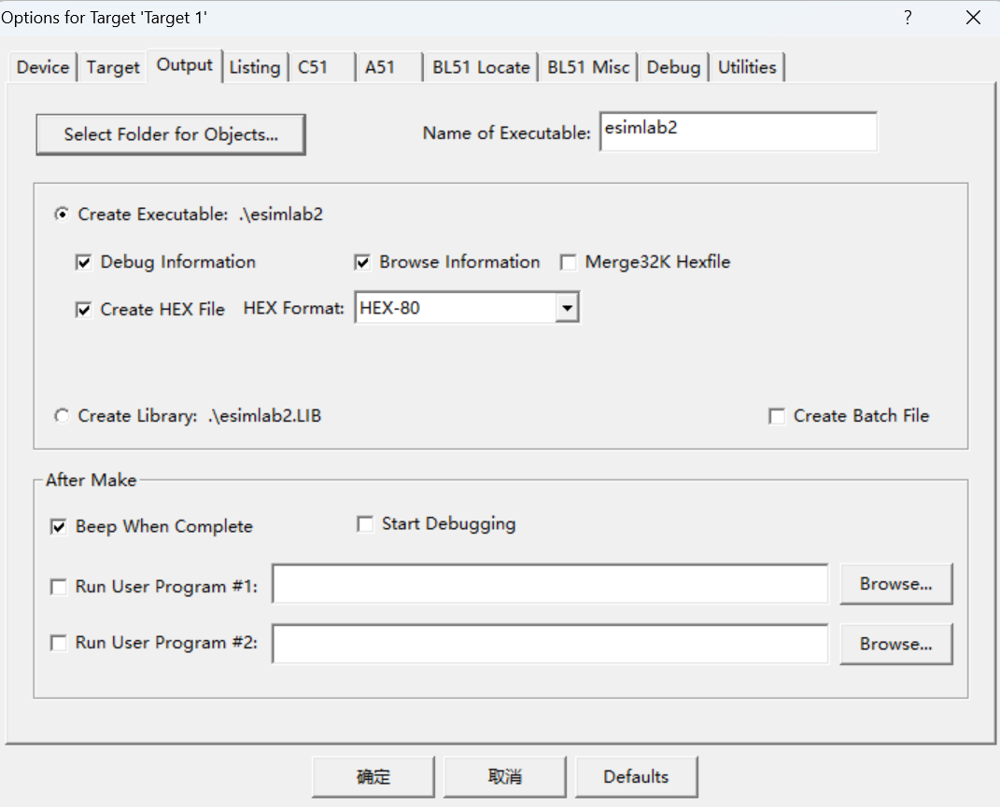 Options for Target 'Target 1'
?
Device Target Output Listing C51 A51 BL51 Locate BL51 Misc Debug Utilities
Select Folder for Objects... Name of Executable: esimlab2
Create Executable: .\esimlab2
Debug Information Browse Information Merge32K Hexfile
Create HEX File HEX Format: HEX-80
Create Library: .\esimlab2.LIB Create Batch File
After Make
Beep When Complete Start Debugging
Run User Program #1: Browse...
Run User Program #2: Browse...
确定 取消 Defaults